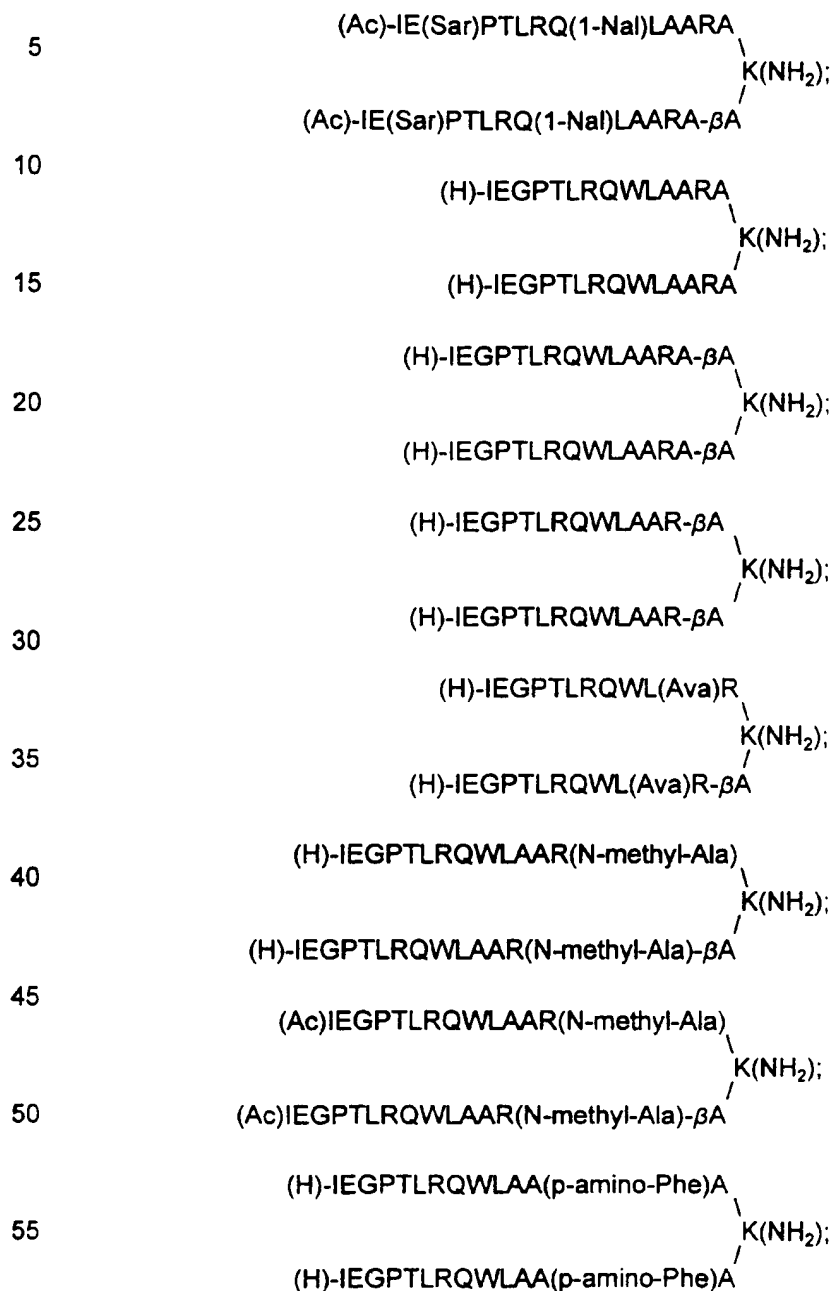 5 (Ac)-IE(Sar)PTLRQ(1-Nal)LAARA
K(NH₂);
(Ac)-IE(Sar)PTLRQ(1-Nal)LAARA-βA
10
(H)-IEGPTLRQWLAARA
K(NH₂);
15 (H)-IEGPTLRQWLAARA
(H)-IEGPTLRQWLAARA-βA
20 K(NH₂);
(H)-IEGPTLRQWLAARA-βA
25 (H)-IEGPTLRQWLAAR-βA
K(NH₂);
(H)-IEGPTLRQWLAAR-βA
30
(H)-IEGPTLRQWL(Ava)R
35 K(NH₂);
(H)-IEGPTLRQWL(Ava)R-βA
40 (H)-IEGPTLRQWLAAR(N-methyl-Ala)
K(NH₂);
(H)-IEGPTLRQWLAAR(N-methyl-Ala)-βA
45
(Ac)IEGPTLRQWLAAR(N-methyl-Ala)
K(NH₂);
50 (Ac)IEGPTLRQWLAAR(N-methyl-Ala)-βA
(H)-IEGPTLRQWLAA(p-amino-Phe)A
55 K(NH₂);
(H)-IEGPTLRQWLAA(p-amino-Phe)A